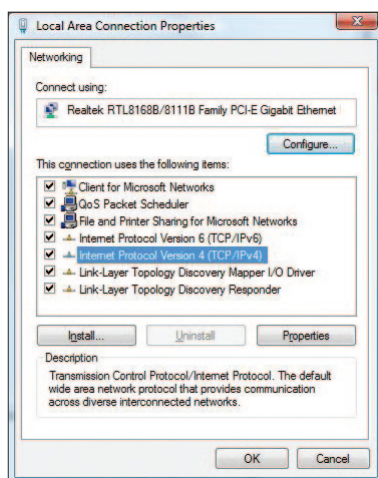 Local Area Connection Properties
Networking
Connect using:
Realtek RTL8168B/8111B Family PCI-E Gigabit Ethernet
Configure...
This connection uses the following items:
Client for Microsoft Networks
QoS Packet Scheduler
File and Printer Sharing for Microsoft Networks
Internet Protocol Version 6 (TCP/IPv6)
Internet Protocol Version 4 (TCP/IPv4)
Link-Layer Topology Discovery Mapper I/O Driver
Link-Layer Topology Discovery Responder
Install... Uninstall Properties
Description
Transmission Control Protocol/Internet Protocol. The default
wide area network protocol that provides communication
across diverse interconnected networks.
OK Cancel